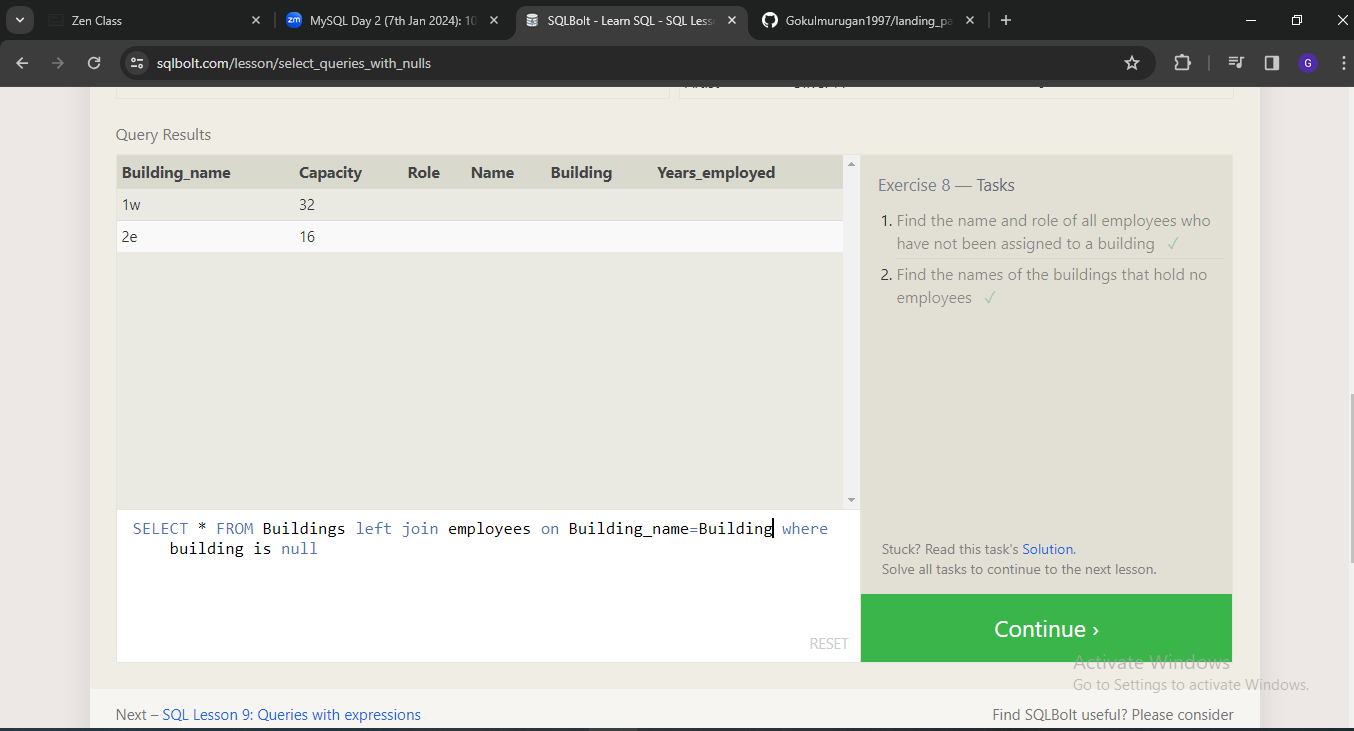 Zen Class
zm MySQL Day 2 (7th Jan 2024): 10
SQLBolt - Learn SQL - SQL Less
Gokulmurugan1997/landing_pa
sqlbolt.com/lesson/select_queries_with_nulls
G
Query Results
Building_name Capacity Role Name Building Years_employed
1w 32
2e 16
Exercise 8 — Tasks
1. Find the name and role of all employees who
have not been assigned to a building ✓
2. Find the names of the buildings that hold no
employees ✓
SELECT * FROM Buildings left join employees on Building_name=Building where
building is null
RESET
Stuck? Read this task's Solution.
Solve all tasks to continue to the next lesson.
Continue ›
Activate Windows
Go to Settings to activate Windows.
Next – SQL Lesson 9: Queries with expressions
Find SQLBolt useful? Please consider